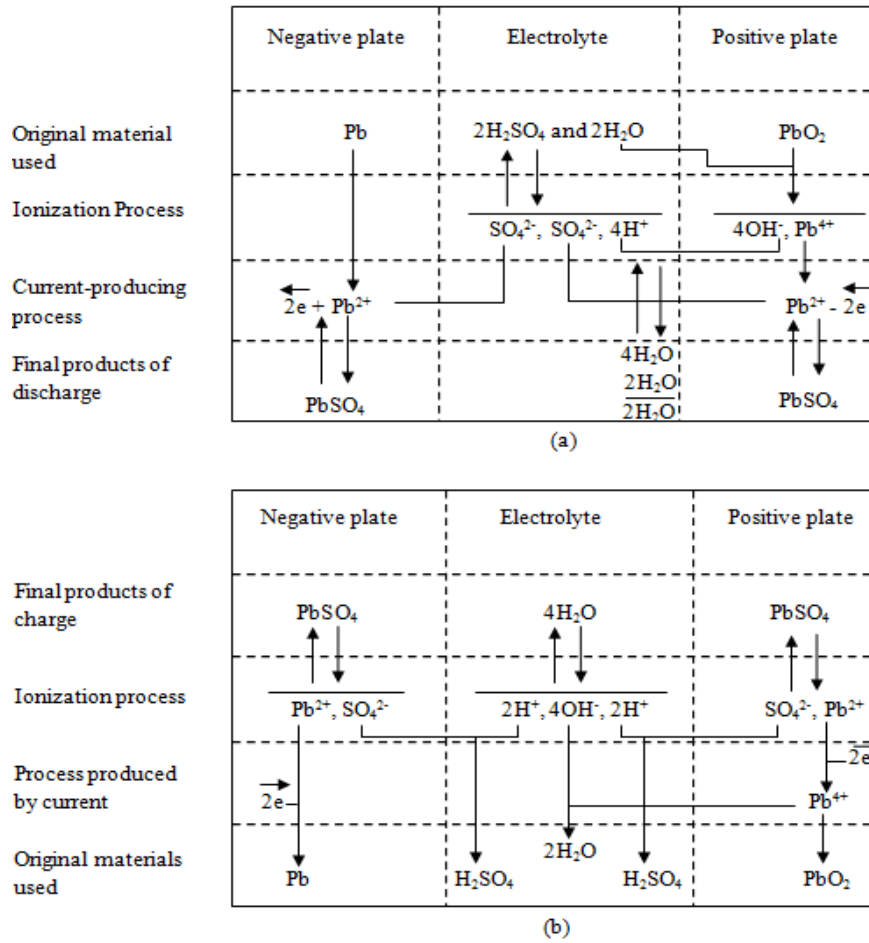 Negative plate Electrolyte Positive plate
Original material used Pb 2H₂SO₄ and 2H₂O PbO₂
Ionization Process SO₄²⁻, SO₄²⁻, 4H⁺ 4OH⁻, Pb⁴⁺
Current-producing process 2e + Pb²⁺ Pb²⁺ - 2e
Final products of discharge PbSO₄ 4H₂O PbSO₄
2H₂O
2H₂O
(a)
Negative plate Electrolyte Positive plate
Final products of charge PbSO₄ 4H₂O PbSO₄
Ionization process Pb²⁺, SO₄²⁻ 2H⁺, 4OH⁻, 2H⁺ SO₄²⁻, Pb²⁺
Process produced by current 2e 2e Pb⁴⁺
Original materials used Pb H₂SO₄ 2H₂O H₂SO₄ PbO₂
(b)